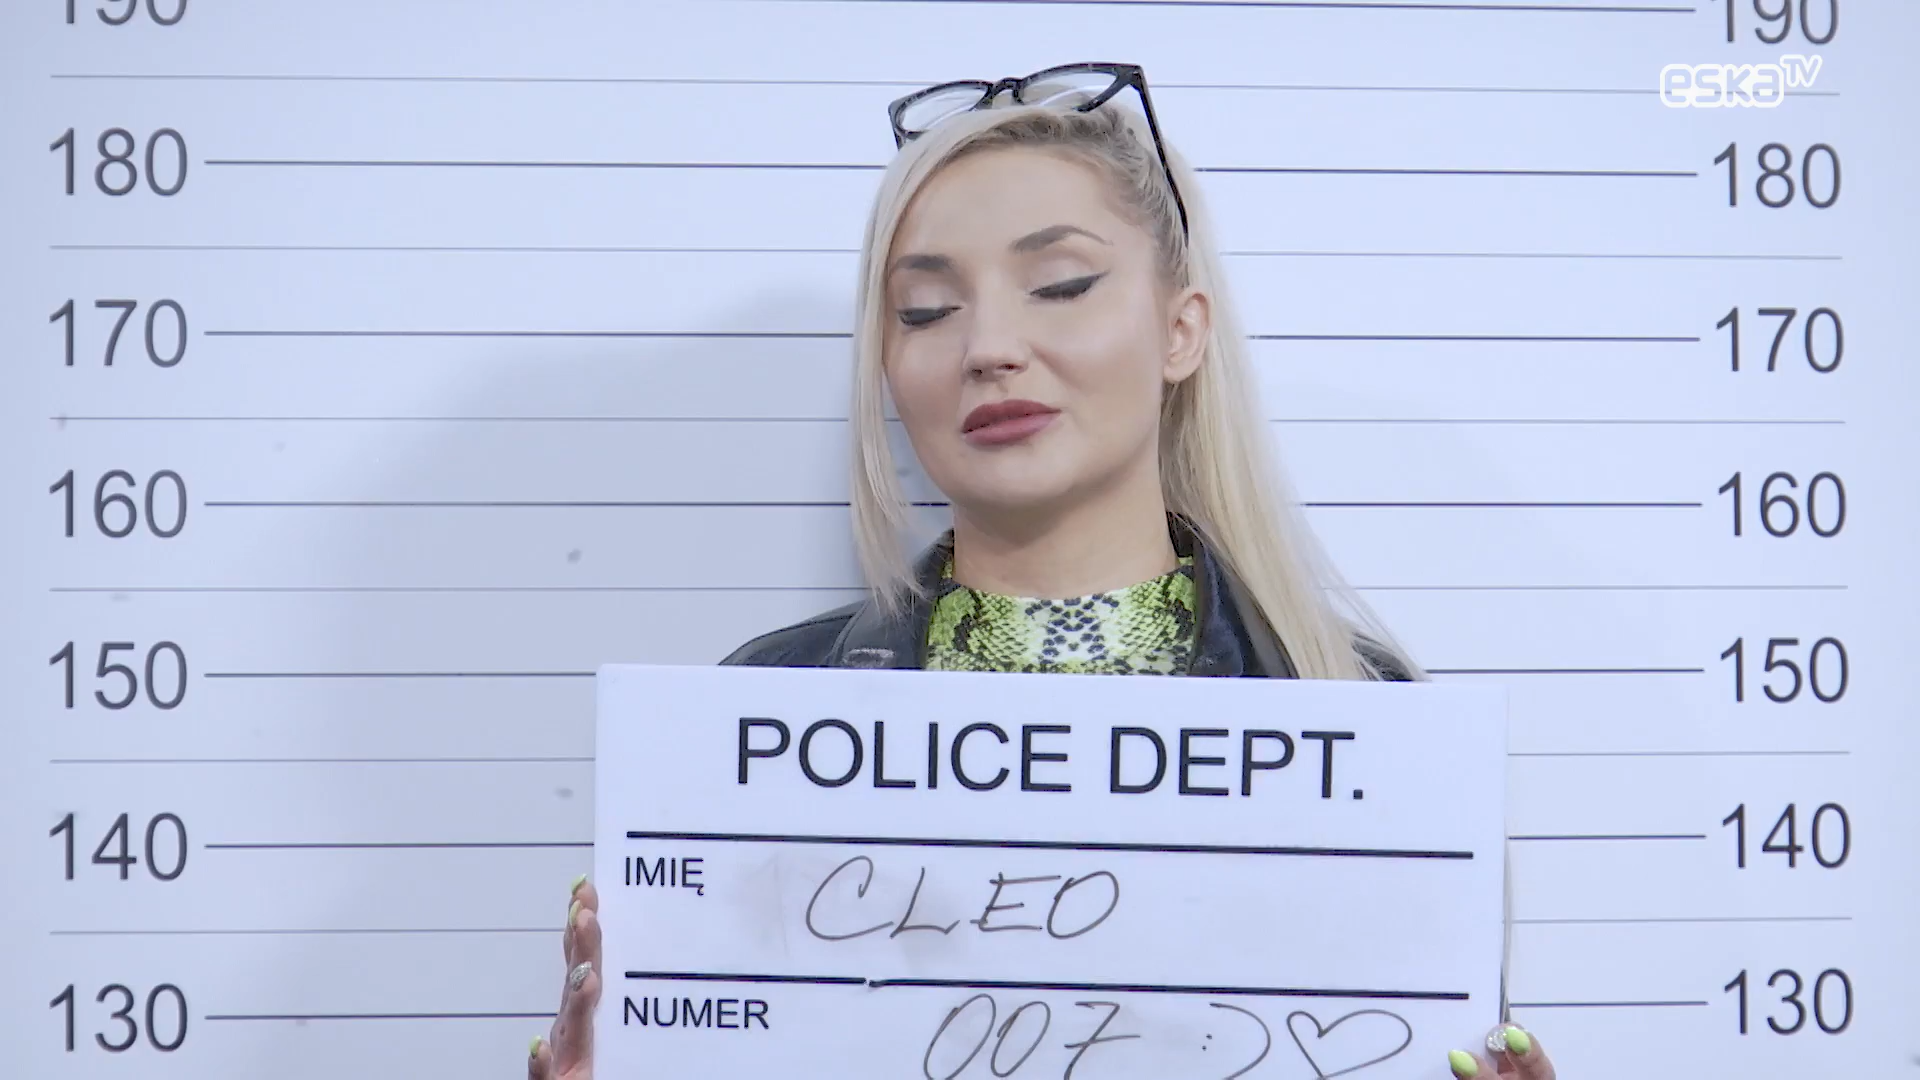 190 190
eska TV
180 180
170 170
160 160
150 150
POLICE DEPT.
140 140
IMIĘ CLEO
130 130
NUMER 007 :) ♡